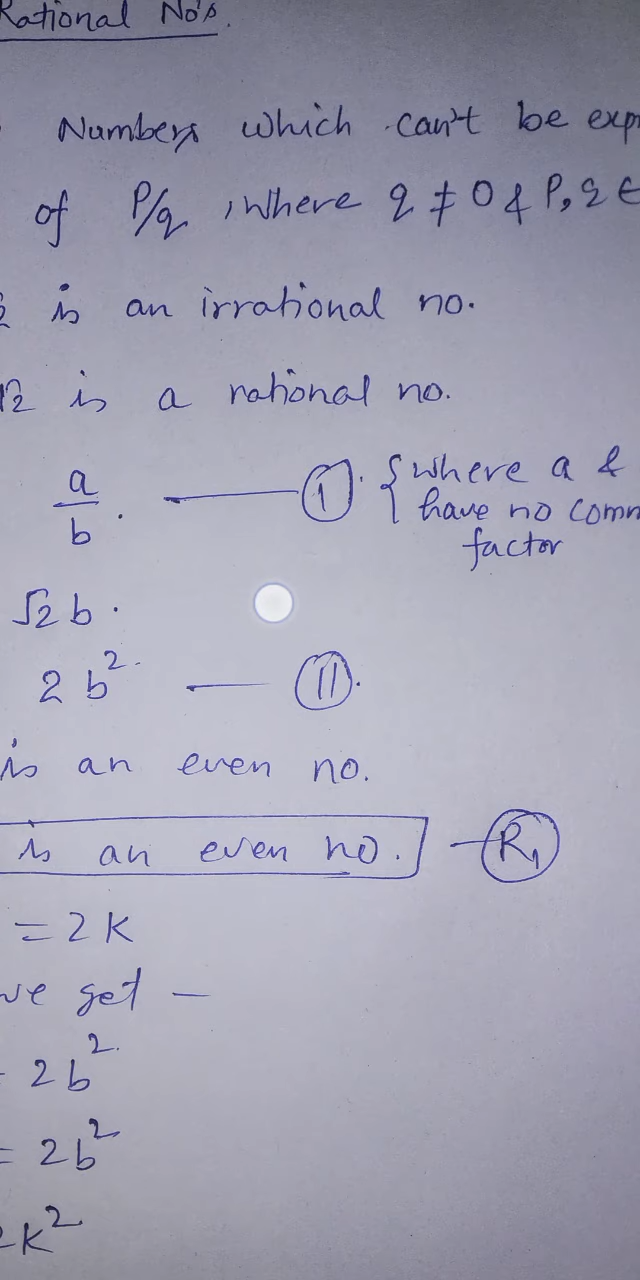 Rational No's.
Numbers which can't be exp
of P/q, where q ≠ 0 & P, q ∈
is an irrational no.
√2 is a rational no.
a/b. — (I). {where a &
have no comm
factor
√2 b.
2 b². — (II).
is an even no.
is an even no. — (R₁)
= 2K
we get —
2b².
= 2b²
K²